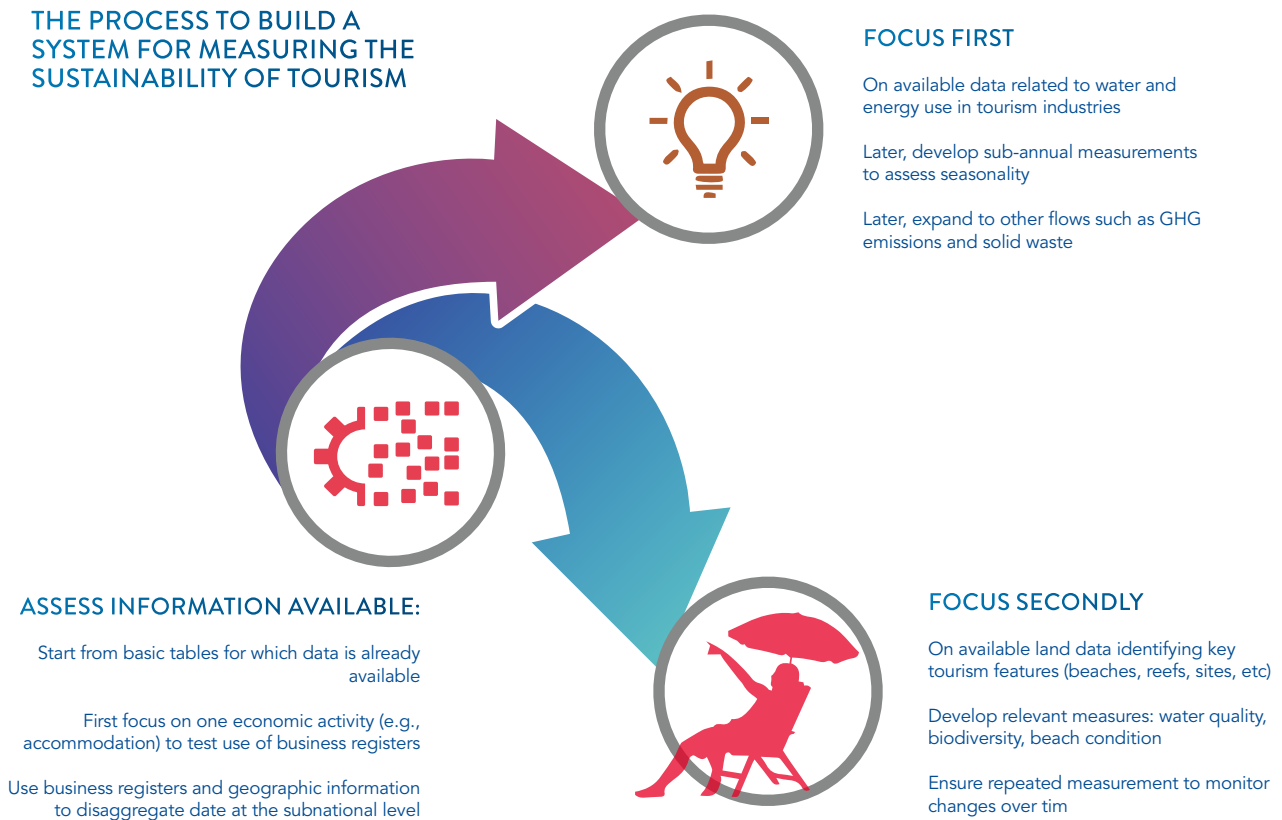 THE PROCESS TO BUILD A
SYSTEM FOR MEASURING THE
SUSTAINABILITY OF TOURISM
FOCUS FIRST
On available data related to water and
energy use in tourism industries
Later, develop sub-annual measurements
to assess seasonality
Later, expand to other flows such as GHG
emissions and solid waste
ASSESS INFORMATION AVAILABLE:
Start from basic tables for which data is already
available
First focus on one economic activity (e.g.,
accommodation) to test use of business registers
Use business registers and geographic information
to disaggregate date at the subnational level
FOCUS SECONDLY
On available land data identifying key
tourism features (beaches, reefs, sites, etc)
Develop relevant measures: water quality,
biodiversity, beach condition
Ensure repeated measurement to monitor
changes over tim